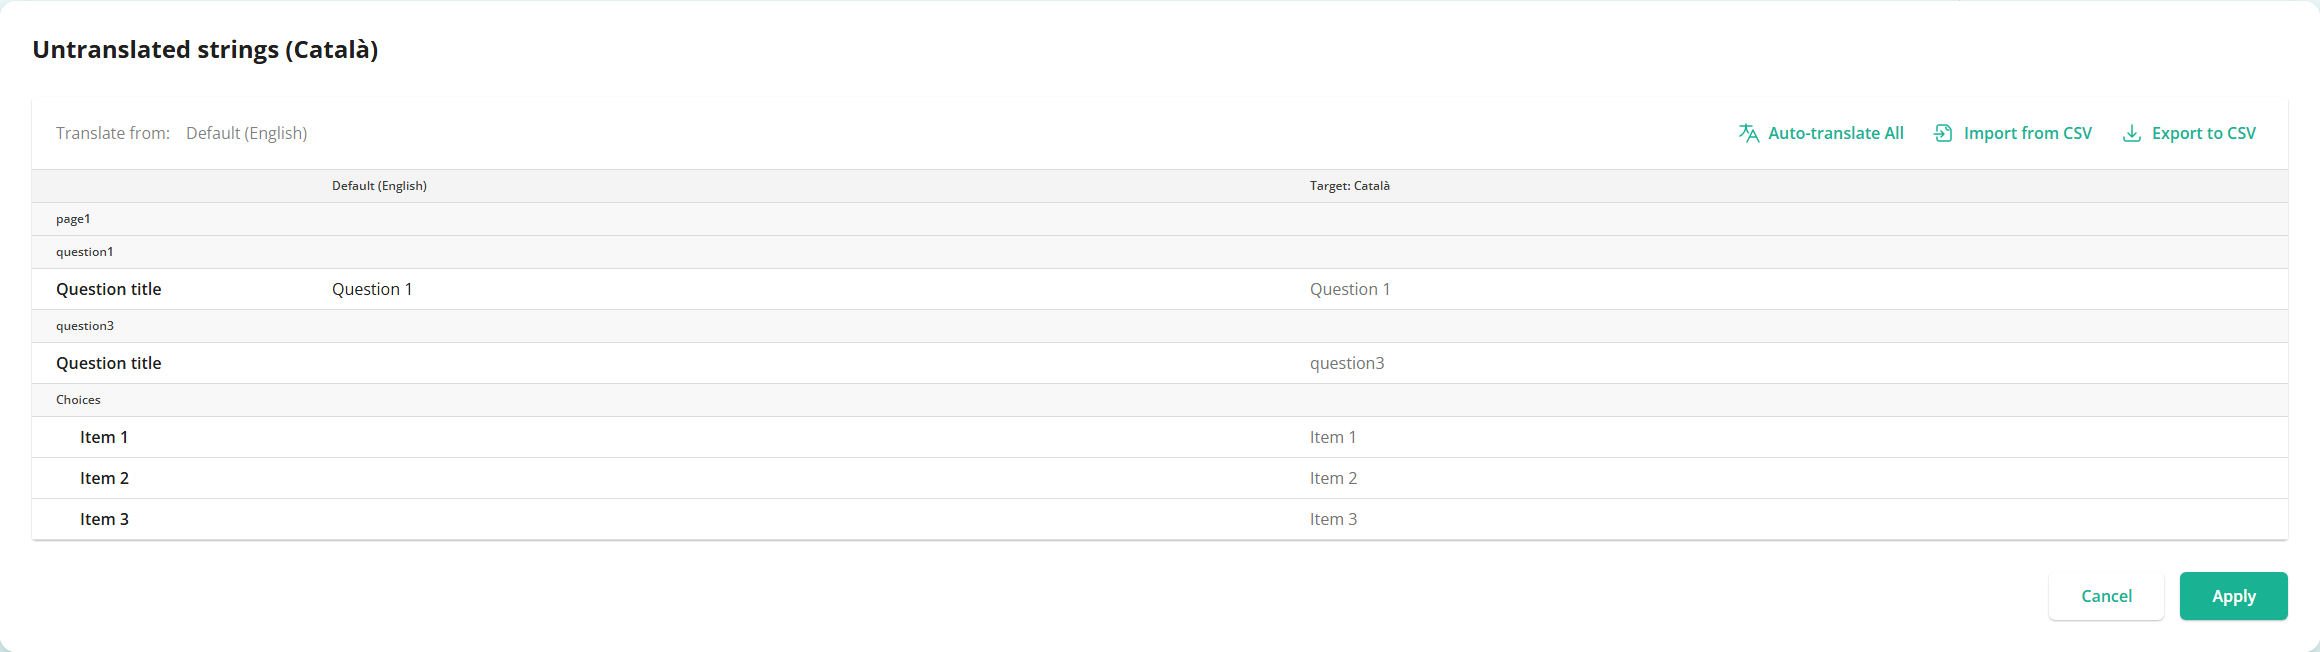 Untranslated strings (Català)
Translate from: Default (English) Auto-translate All Import from CSV Export to CSV
Default (English) Target: Català
page1
question1
Question title Question 1 Question 1
question3
Question title question3
Choices
Item 1 Item 1
Item 2 Item 2
Item 3 Item 3
Cancel Apply